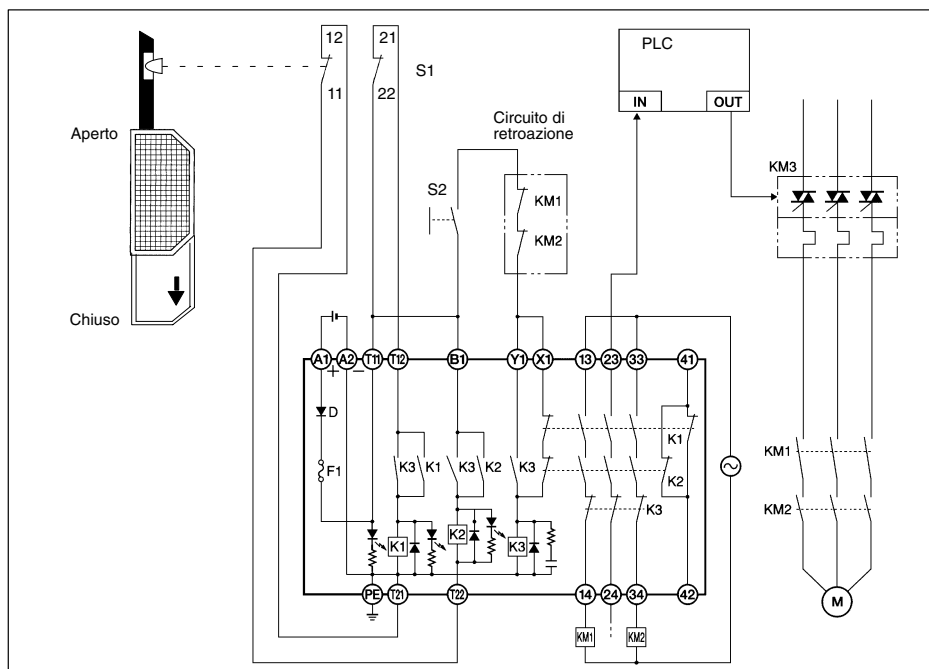 12 21
S1
11 22
PLC
IN OUT
Circuito di
retroazione
Aperto
S2
KM1
KM2
KM3
Chiuso
A1 A2 T11 T12 B1 Y1 X1 13 23 33 41
+ −
D
F1
K3 K1 K3 K2 K3 K1
K2
K3
K1 K2 K3
PE T21 T22 14 24 34 42
KM1 KM2
KM1
KM2
M